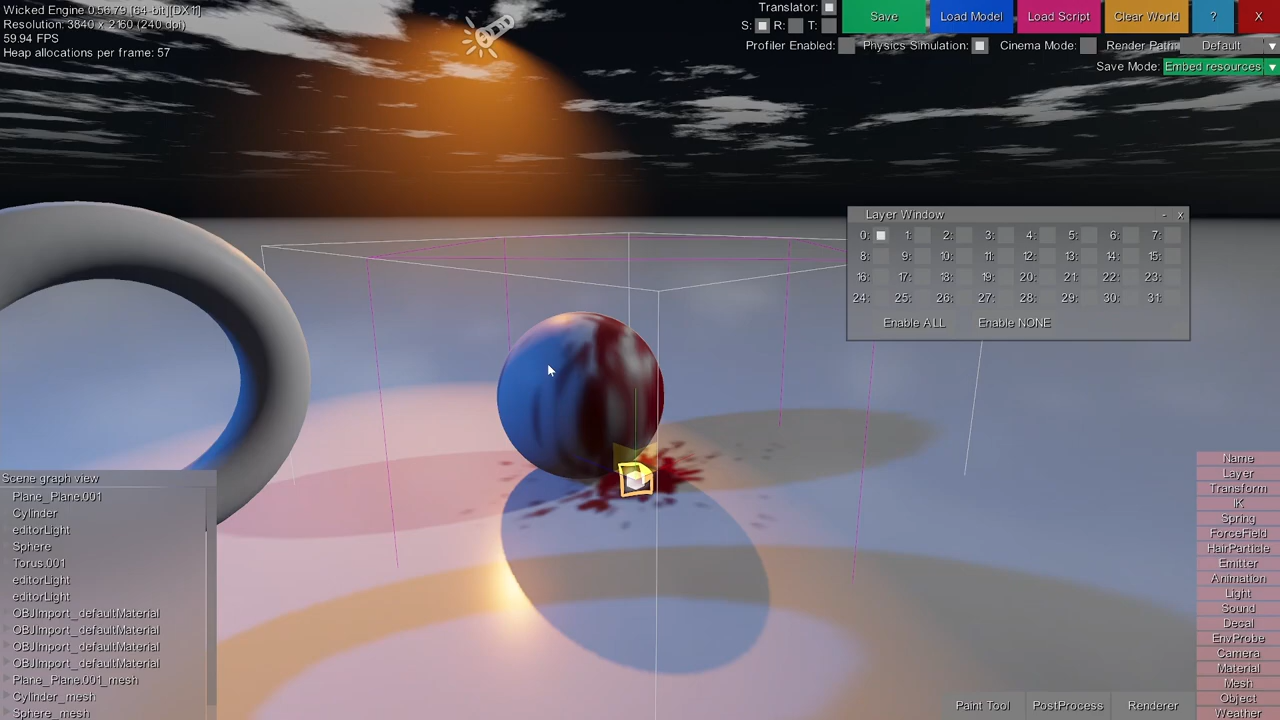 Wicked Engine 0.56.79 [64-bit] [DX11]
Resolution: 3840 x 2160 (240 dpi)
59.94 FPS
Heap allocations per frame: 57
Translator:
S: R: T:
Save
Load Model
Load Script
Clear World
?
X
Profiler Enabled: Physics Simulation: Cinema Mode: Render Path: Default
Save Mode: Embed resources
Layer Window - x
0: 1: 2: 3: 4: 5: 6: 7:
8: 9: 10: 11: 12: 13: 14: 15:
16: 17: 18: 19: 20: 21: 22: 23:
24: 25: 26: 27: 28: 29: 30: 31:
Enable ALL Enable NONE
Scene graph view
Plane_Plane.001
Cylinder
editorLight
Sphere
Torus.001
editorLight
editorLight
OBJImport_defaultMaterial
OBJImport_defaultMaterial
OBJImport_defaultMaterial
OBJImport_defaultMaterial
Plane_Plane.001_mesh
Cylinder_mesh
Sphere_mesh
Name
Layer
Transform
IK
Spring
ForceField
HairParticle
Emitter
Animation
Light
Sound
Decal
EnvProbe
Camera
Material
Mesh
Object
Weather
Paint Tool PostProcess Renderer